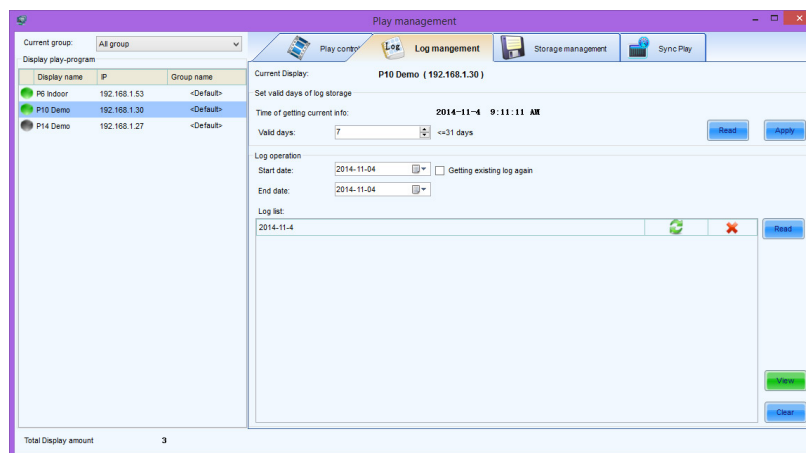 Play management
Current group: All group
Display play-program
Display name IP Group name
P6 Indoor 192.168.1.53 <Default>
P10 Demo 192.168.1.30 <Default>
P14 Demo 192.168.1.27 <Default>
Total Display amount 3
Play contro Log Log mangement Storage management Sync Play
Current Display: P10 Demo ( 192.168.1.30 )
Set valid days of log storage
Time of getting current info: 2014-11-4 9:11:11 AM
Valid days: 7 <=31 days Read Apply
Log operation
Start date: 2014-11-04 Getting existing log again
End date: 2014-11-04
Log list:
2014-11-4 Read
View
Clear